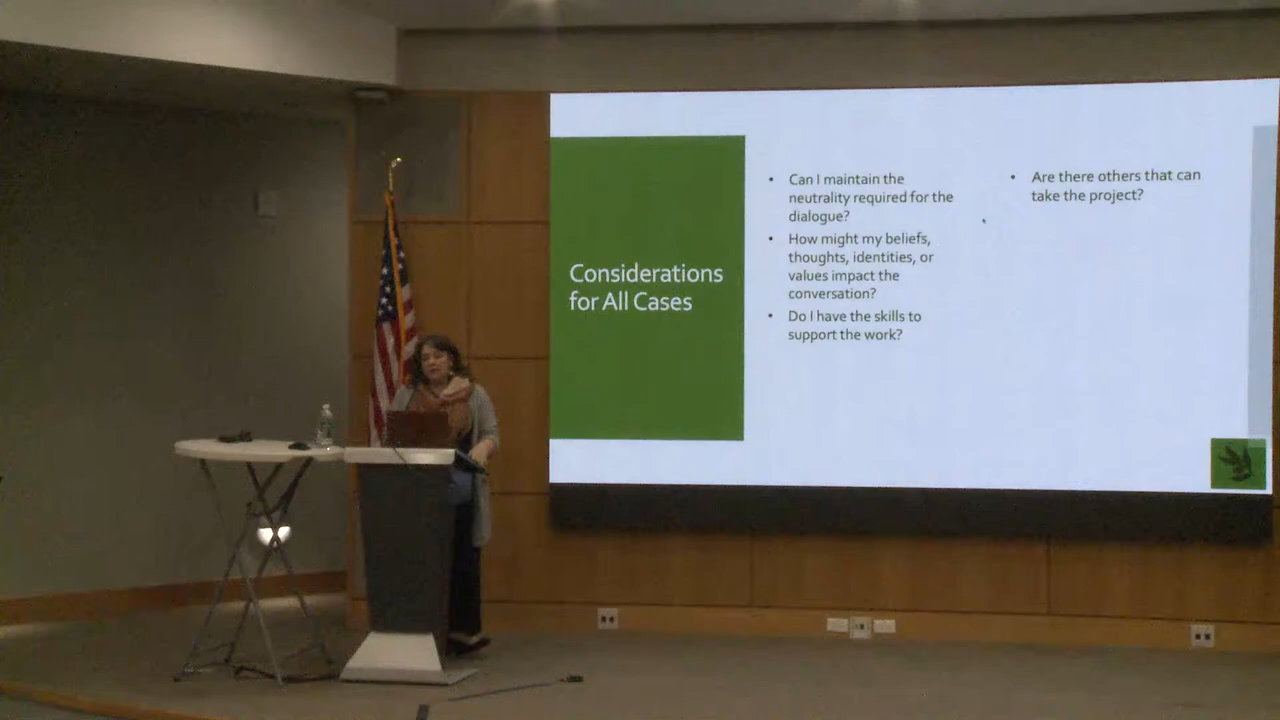 Considerations
for All Cases
• Can I maintain the
neutrality required for the
dialogue?
• How might my beliefs,
thoughts, identities, or
values impact the
conversation?
• Do I have the skills to
support the work?
• Are there others that can
take the project?